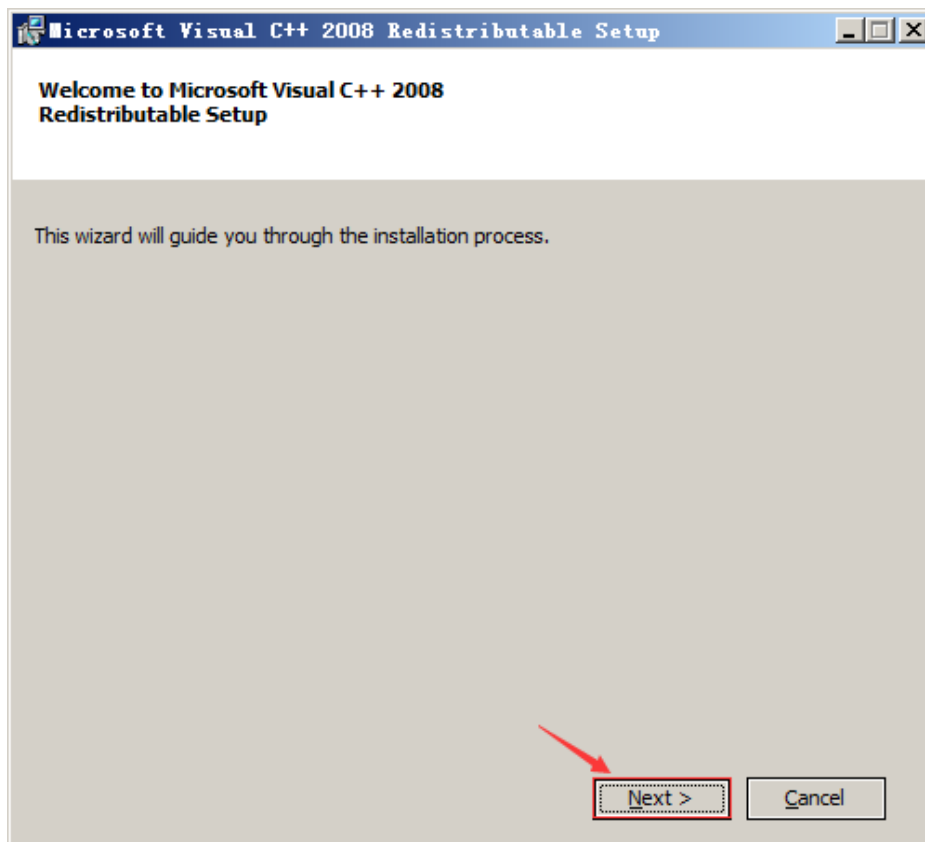 Microsoft Visual C++ 2008 Redistributable Setup
Welcome to Microsoft Visual C++ 2008
Redistributable Setup
This wizard will guide you through the installation process.
Next > Cancel